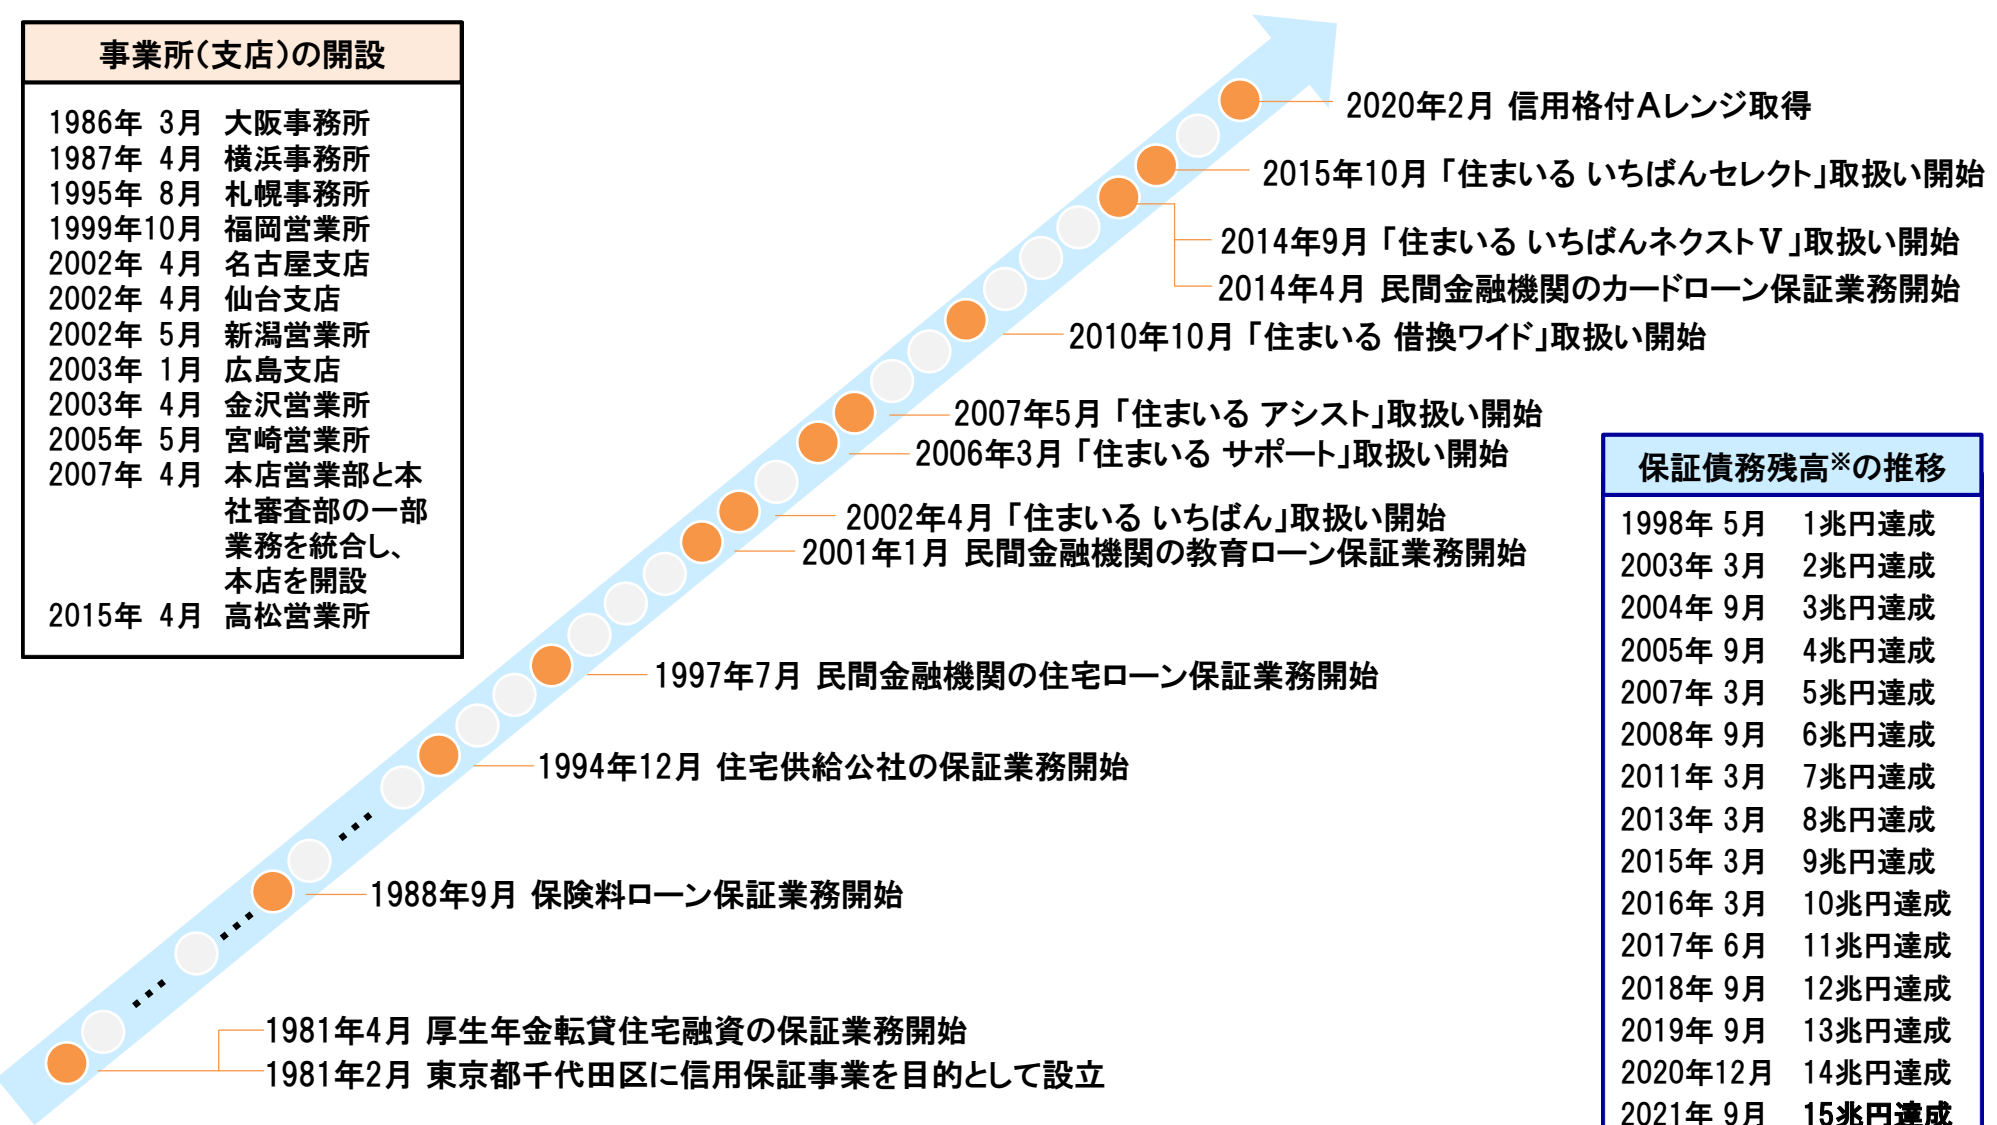 事業所（支店）の開設
1986年 3月 大阪事務所
1987年 4月 横浜事務所
1995年 8月 札幌事務所
1999年10月 福岡営業所
2002年 4月 名古屋支店
2002年 4月 仙台支店
2002年 5月 新潟営業所
2003年 1月 広島支店
2003年 4月 金沢営業所
2005年 5月 宮崎営業所
2007年 4月 本店営業部と本
社審査部の一部
業務を統合し、
本店を開設
2015年 4月 高松営業所
2020年2月 信用格付Aレンジ取得
2015年10月「住まいる いちばんセレクト」取扱い開始
2014年9月「住まいる いちばんネクストⅤ」取扱い開始
2014年4月 民間金融機関のカードローン保証業務開始
2010年10月「住まいる 借換ワイド」取扱い開始
2007年5月「住まいる アシスト」取扱い開始
2006年3月「住まいる サポート」取扱い開始
2002年4月「住まいる いちばん」取扱い開始
2001年1月 民間金融機関の教育ローン保証業務開始
1997年7月 民間金融機関の住宅ローン保証業務開始
1994年12月 住宅供給公社の保証業務開始
1988年9月 保険料ローン保証業務開始
1981年4月 厚生年金転貸住宅融資の保証業務開始
1981年2月 東京都千代田区に信用保証事業を目的として設立
保証債務残高※の推移
1998年 5月 1兆円達成
2003年 3月 2兆円達成
2004年 9月 3兆円達成
2005年 9月 4兆円達成
2007年 3月 5兆円達成
2008年 9月 6兆円達成
2011年 3月 7兆円達成
2013年 3月 8兆円達成
2015年 3月 9兆円達成
2016年 3月 10兆円達成
2017年 6月 11兆円達成
2018年 9月 12兆円達成
2019年 9月 13兆円達成
2020年12月 14兆円達成
2021年 9月 15兆円達成